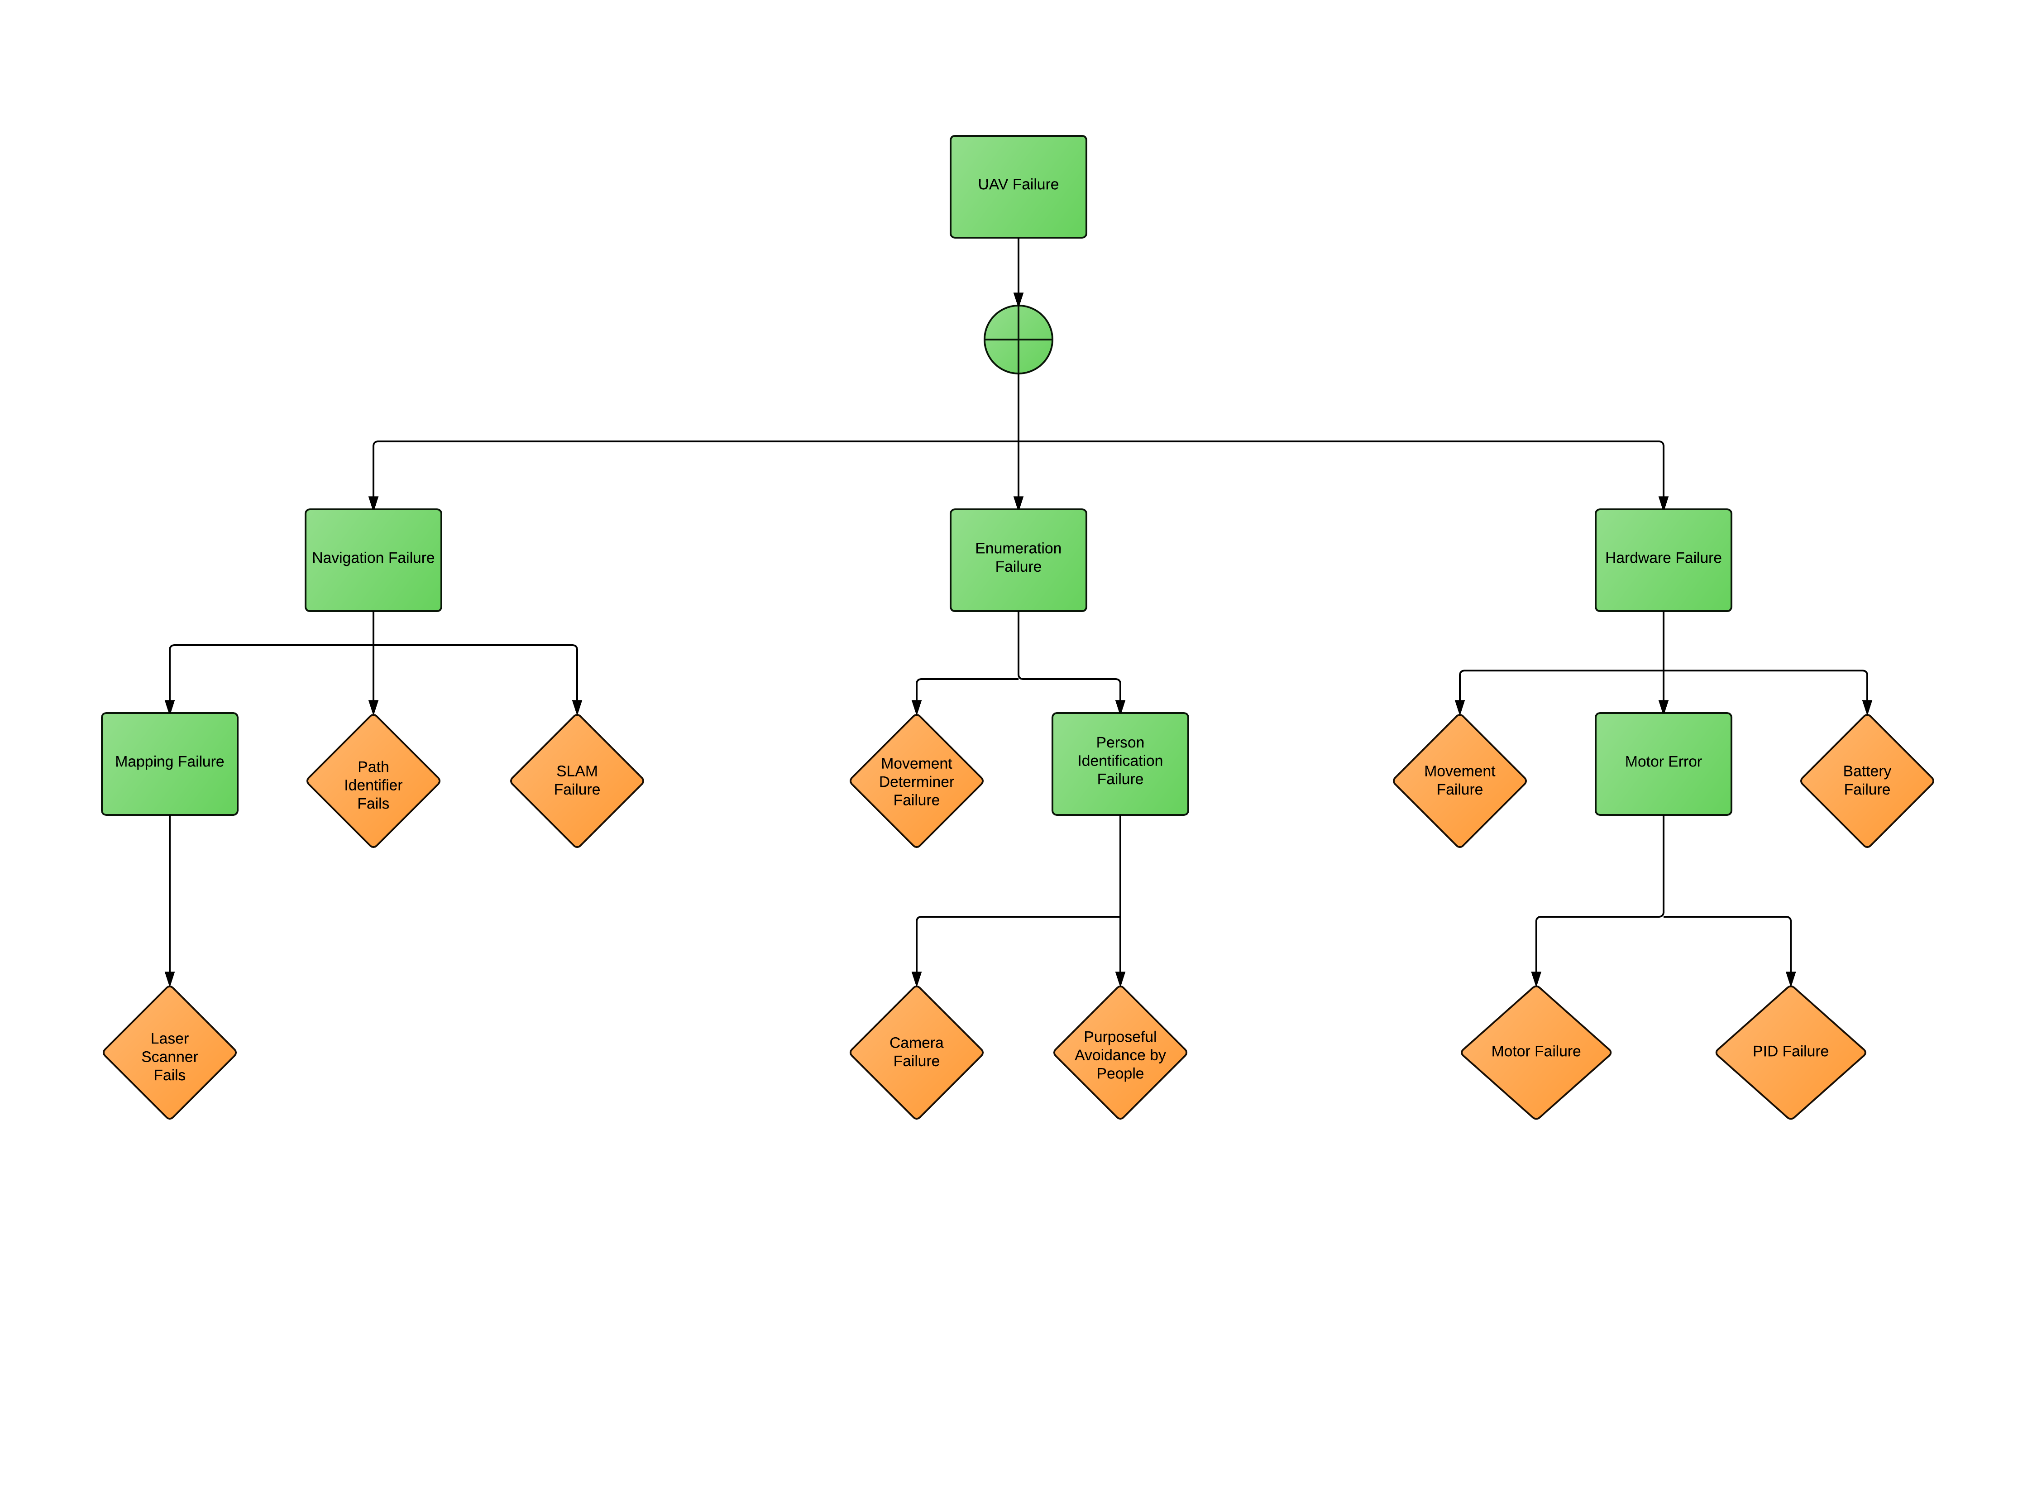 UAV Failure
Navigation Failure
Enumeration
Failure
Hardware Failure
Mapping Failure
Path
Identifier
Fails
SLAM
Failure
Movement
Determiner
Failure
Person
Identification
Failure
Movement
Failure
Motor Error
Battery
Failure
Laser
Scanner
Fails
Camera
Failure
Purposeful
Avoidance by
People
Motor Failure
PID Failure